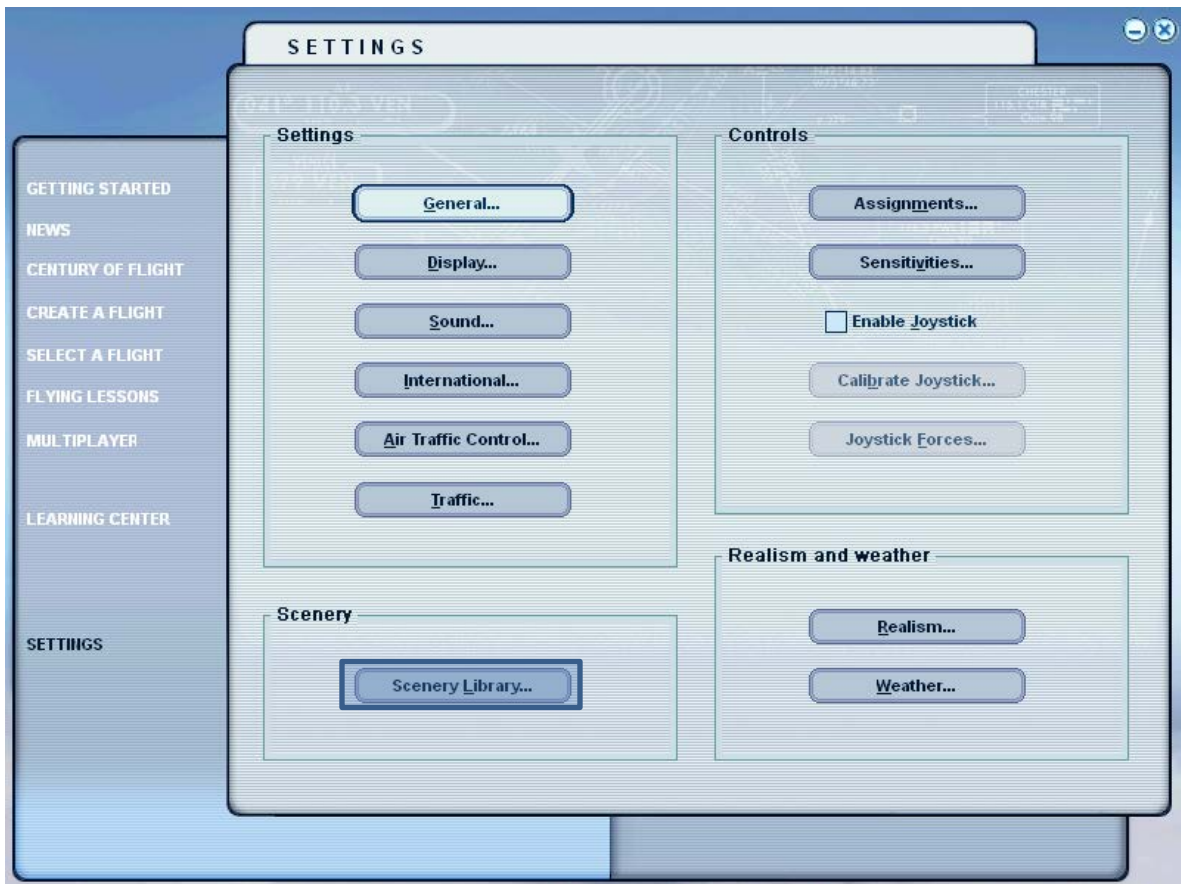 SETTINGS
GETTING STARTED
NEWS
CENTURY OF FLIGHT
CREATE A FLIGHT
SELECT A FLIGHT
FLYING LESSONS
MULTIPLAYER
LEARNING CENTER
SETTINGS
Settings
General...
Display...
Sound...
International...
Air Traffic Control...
Traffic...
Scenery
Scenery Library...
Controls
Assignments...
Sensitivities...
Enable Joystick
Calibrate Joystick...
Joystick Forces...
Realism and weather
Realism...
Weather...